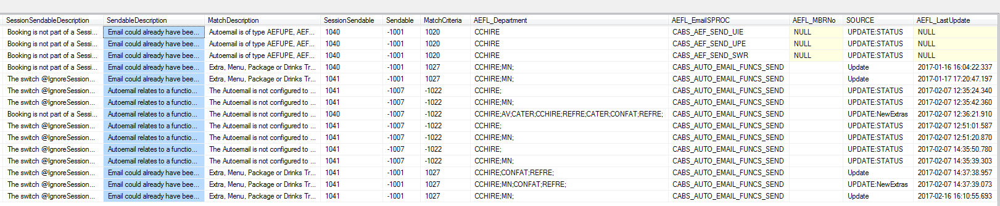 SessionSendableDescription SendableDescription MatchDescription SessionSendable Sendable MatchCriteria AEFL_Department AEFL_EmailSPROC AEFL_MBRNo SOURCE AEFL_LastUpdate
Booking is not part of a Sessi... Email could already have bee... Autoemail is of type AEFUPE, AEF... 1040 -1001 1020 CCHIRE CABS_AEF_SEND_UIE NULL UPDATE:STATUS NULL
Booking is not part of a Sessi... Email could already have bee... Autoemail is of type AEFUPE, AEF... 1040 -1001 1020 CCHIRE CABS_AEF_SEND_UPE NULL UPDATE:STATUS NULL
Booking is not part of a Sessi... Email could already have bee... Autoemail is of type AEFUPE, AEF... 1040 -1001 1020 CCHIRE CABS_AEF_SEND_SWR NULL UPDATE:STATUS NULL
Booking is not part of a Sessi... Email could already have bee... Extra, Menu, Package or Drinks Tr... 1040 -1001 1027 CCHIRE;MN; CABS_AUTO_EMAIL_FUNCS_SEND Update 2017-01-16 16:04:22.337
The switch @IgnoreSession... Email could already have bee... Extra, Menu, Package or Drinks Tr... 1041 -1001 1027 CCHIRE;MN; CABS_AUTO_EMAIL_FUNCS_SEND Update 2017-01-17 17:20:47.197
The switch @IgnoreSession... Autoemail relates to a functio... The Autoemail is not configured to ... 1041 -1007 -1022 CCHIRE; CABS_AUTO_EMAIL_FUNCS_SEND UPDATE:STATUS 2017-02-07 12:35:24.340
The switch @IgnoreSession... Autoemail relates to a functio... The Autoemail is not configured to ... 1041 -1007 -1022 CCHIRE;MN; CABS_AUTO_EMAIL_FUNCS_SEND UPDATE:STATUS 2017-02-07 12:35:42.360
Booking is not part of a Sessi... Autoemail relates to a functio... The Autoemail is not configured to ... 1040 -1007 -1022 CCHIRE;AV;CATER;CCHIRE;REFRE;CATER;CONFAT;REFRE; CABS_AUTO_EMAIL_FUNCS_SEND UPDATE:NewExtras 2017-02-07 12:36:21.910
The switch @IgnoreSession... Autoemail relates to a functio... The Autoemail is not configured to ... 1041 -1007 -1022 CCHIRE; CABS_AUTO_EMAIL_FUNCS_SEND UPDATE:STATUS 2017-02-07 12:51:01.587
The switch @IgnoreSession... Autoemail relates to a functio... The Autoemail is not configured to ... 1041 -1007 -1022 CCHIRE;MN; CABS_AUTO_EMAIL_FUNCS_SEND UPDATE:STATUS 2017-02-07 12:51:20.870
The switch @IgnoreSession... Autoemail relates to a functio... The Autoemail is not configured to ... 1041 -1007 -1022 CCHIRE; CABS_AUTO_EMAIL_FUNCS_SEND UPDATE:STATUS 2017-02-07 14:35:50.780
The switch @IgnoreSession... Autoemail relates to a functio... The Autoemail is not configured to ... 1041 -1007 -1022 CCHIRE;MN; CABS_AUTO_EMAIL_FUNCS_SEND UPDATE:STATUS 2017-02-07 14:35:39.303
The switch @IgnoreSession... Email could already have bee... Extra, Menu, Package or Drinks Tr... 1041 -1001 1027 CCHIRE;CONFAT;REFRE; CABS_AUTO_EMAIL_FUNCS_SEND Update 2017-02-07 14:37:38.957
The switch @IgnoreSession... Email could already have bee... Extra, Menu, Package or Drinks Tr... 1041 -1001 1027 CCHIRE;MN;CONFAT;REFRE; CABS_AUTO_EMAIL_FUNCS_SEND UPDATE:NewExtras 2017-02-07 14:37:39.073
The switch @IgnoreSession... Email could already have bee... Extra, Menu, Package or Drinks Tr... 1041 -1001 1027 CCHIRE;MN; CABS_AUTO_EMAIL_FUNCS_SEND Update 2017-02-16 16:10:55.693